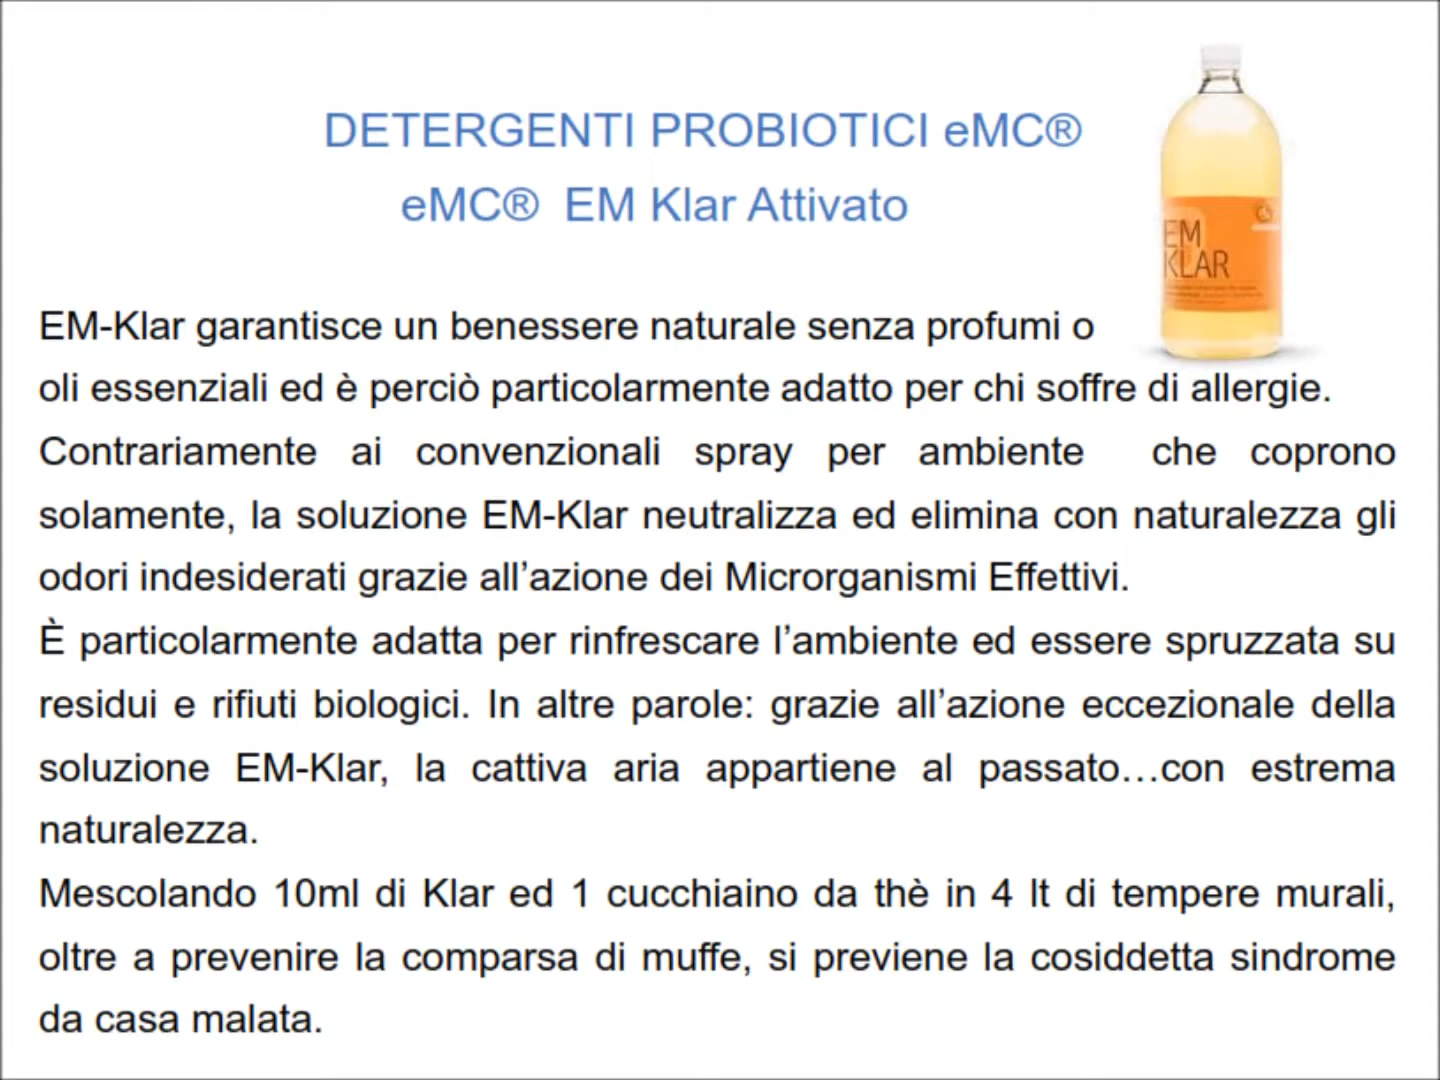 DETERGENTI PROBIOTICI eMC®
eMC® EM Klar Attivato
EM
KLAR
EM-Klar garantisce un benessere naturale senza profumi o
oli essenziali ed è perciò particolarmente adatto per chi soffre di allergie.
Contrariamente ai convenzionali spray per ambiente che coprono
solamente, la soluzione EM-Klar neutralizza ed elimina con naturalezza gli
odori indesiderati grazie all’azione dei Microrganismi Effettivi.
È particolarmente adatta per rinfrescare l’ambiente ed essere spruzzata su
residui e rifiuti biologici. In altre parole: grazie all’azione eccezionale della
soluzione EM-Klar, la cattiva aria appartiene al passato…con estrema
naturalezza.
Mescolando 10ml di Klar ed 1 cucchiaino da thè in 4 lt di tempere murali,
oltre a prevenire la comparsa di muffe, si previene la cosiddetta sindrome
da casa malata.